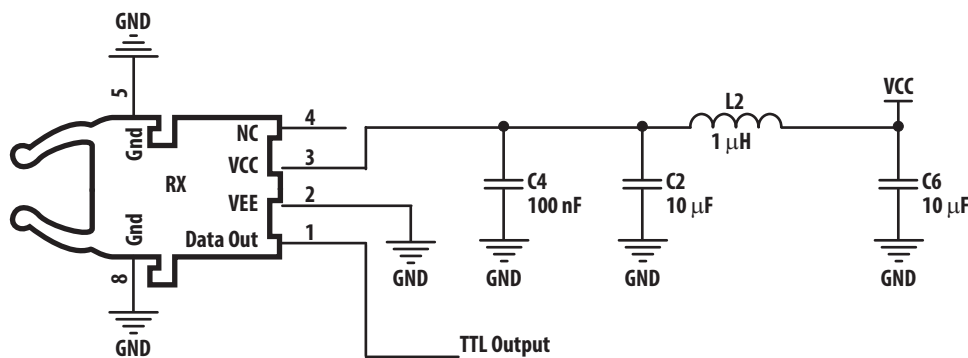 GND
5
Gnd
RX
NC
4
VCC
3
VEE
2
Data Out
1
Gnd
8
GND
GND
TTL Output
C4
100 nF
GND
C2
10 µF
GND
L2
1 µH
VCC
C6
10 µF
GND